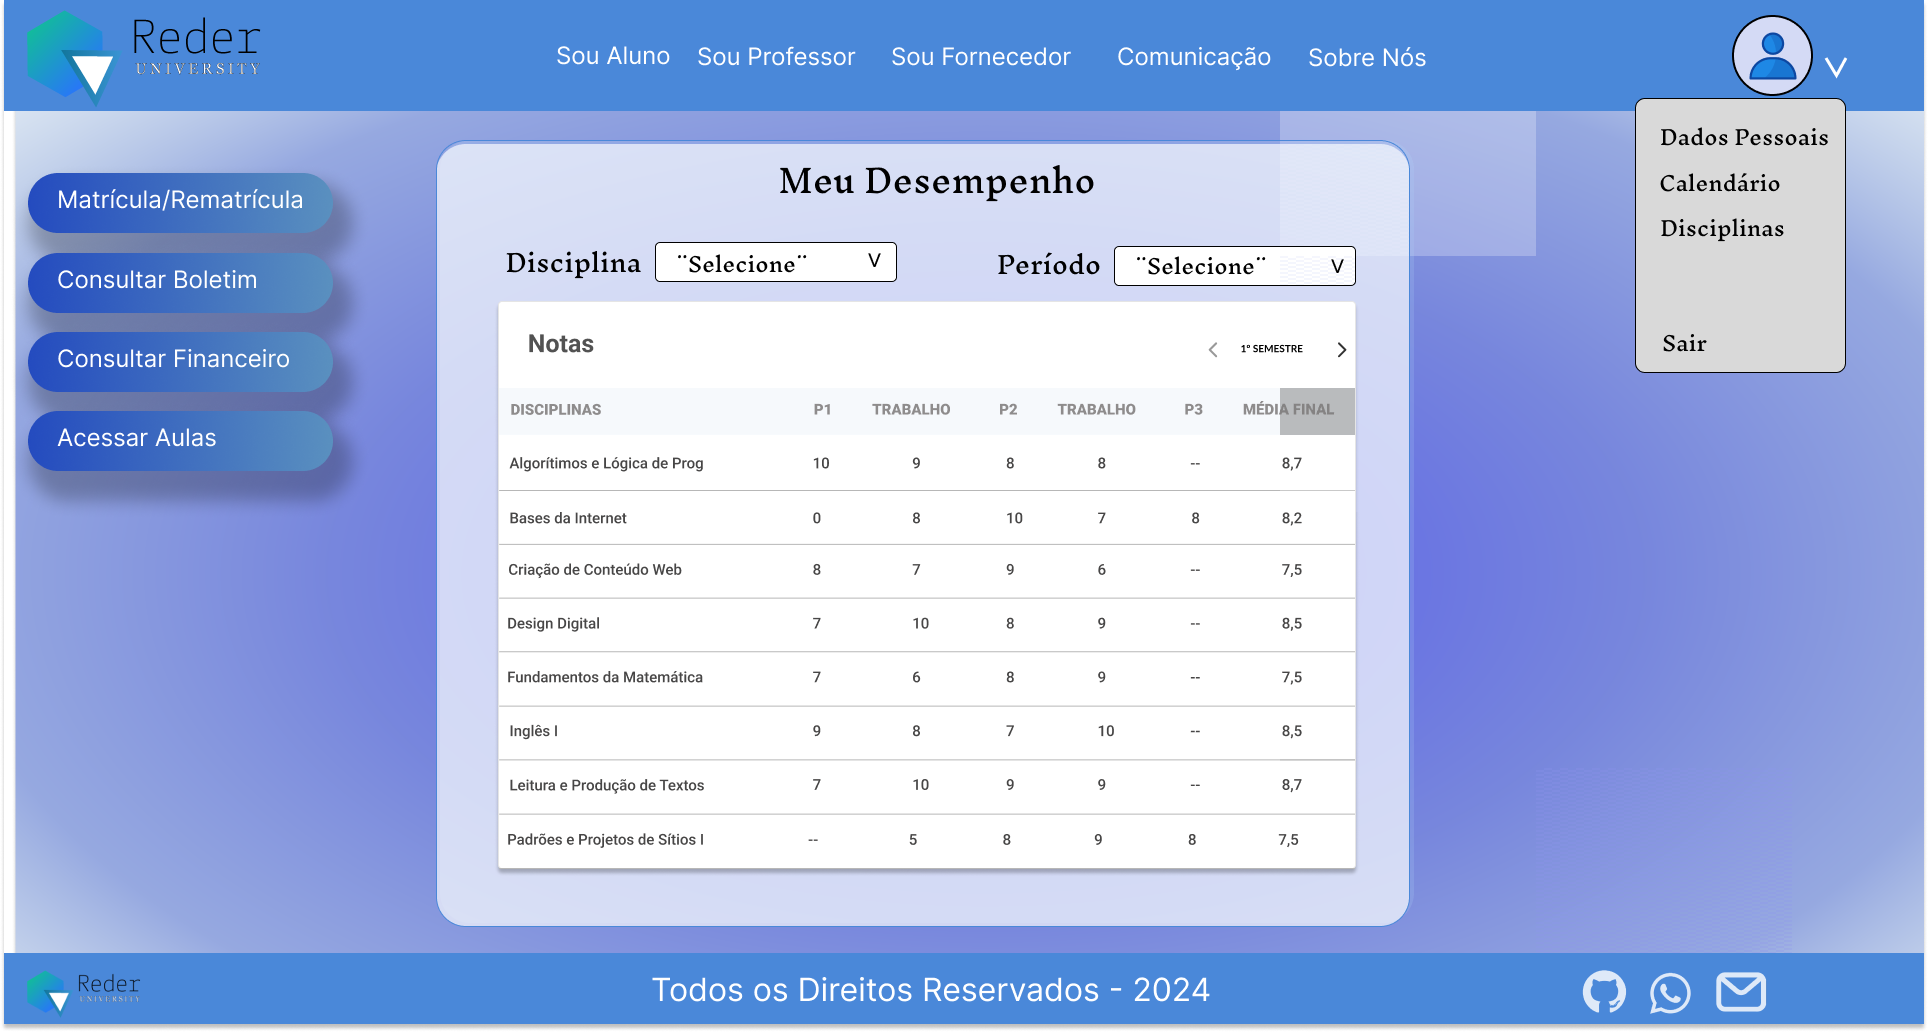 Reder
UNIVERSITY
Sou Aluno Sou Professor Sou Fornecedor Comunicação Sobre Nós
V
Dados Pessoais
Calendário
Disciplinas
Sair
Matrícula/Rematrícula
Consultar Boletim
Consultar Financeiro
Acessar Aulas
Meu Desempenho
Disciplina ¨Selecione¨ V Período ¨Selecione¨ V
Notas
1º SEMESTRE
DISCIPLINAS P1 TRABALHO P2 TRABALHO P3 MÉDIA FINAL
Algorítimos e Lógica de Prog 10 9 8 8 -- 8,7
Bases da Internet 0 8 10 7 8 8,2
Criação de Conteúdo Web 8 7 9 6 -- 7,5
Design Digital 7 10 8 9 -- 8,5
Fundamentos da Matemática 7 6 8 9 -- 7,5
Inglês I 9 8 7 10 -- 8,5
Leitura e Produção de Textos 7 10 9 9 -- 8,7
Padrões e Projetos de Sítios I -- 5 8 9 8 7,5
Reder
UNIVERSITY
Todos os Direitos Reservados - 2024